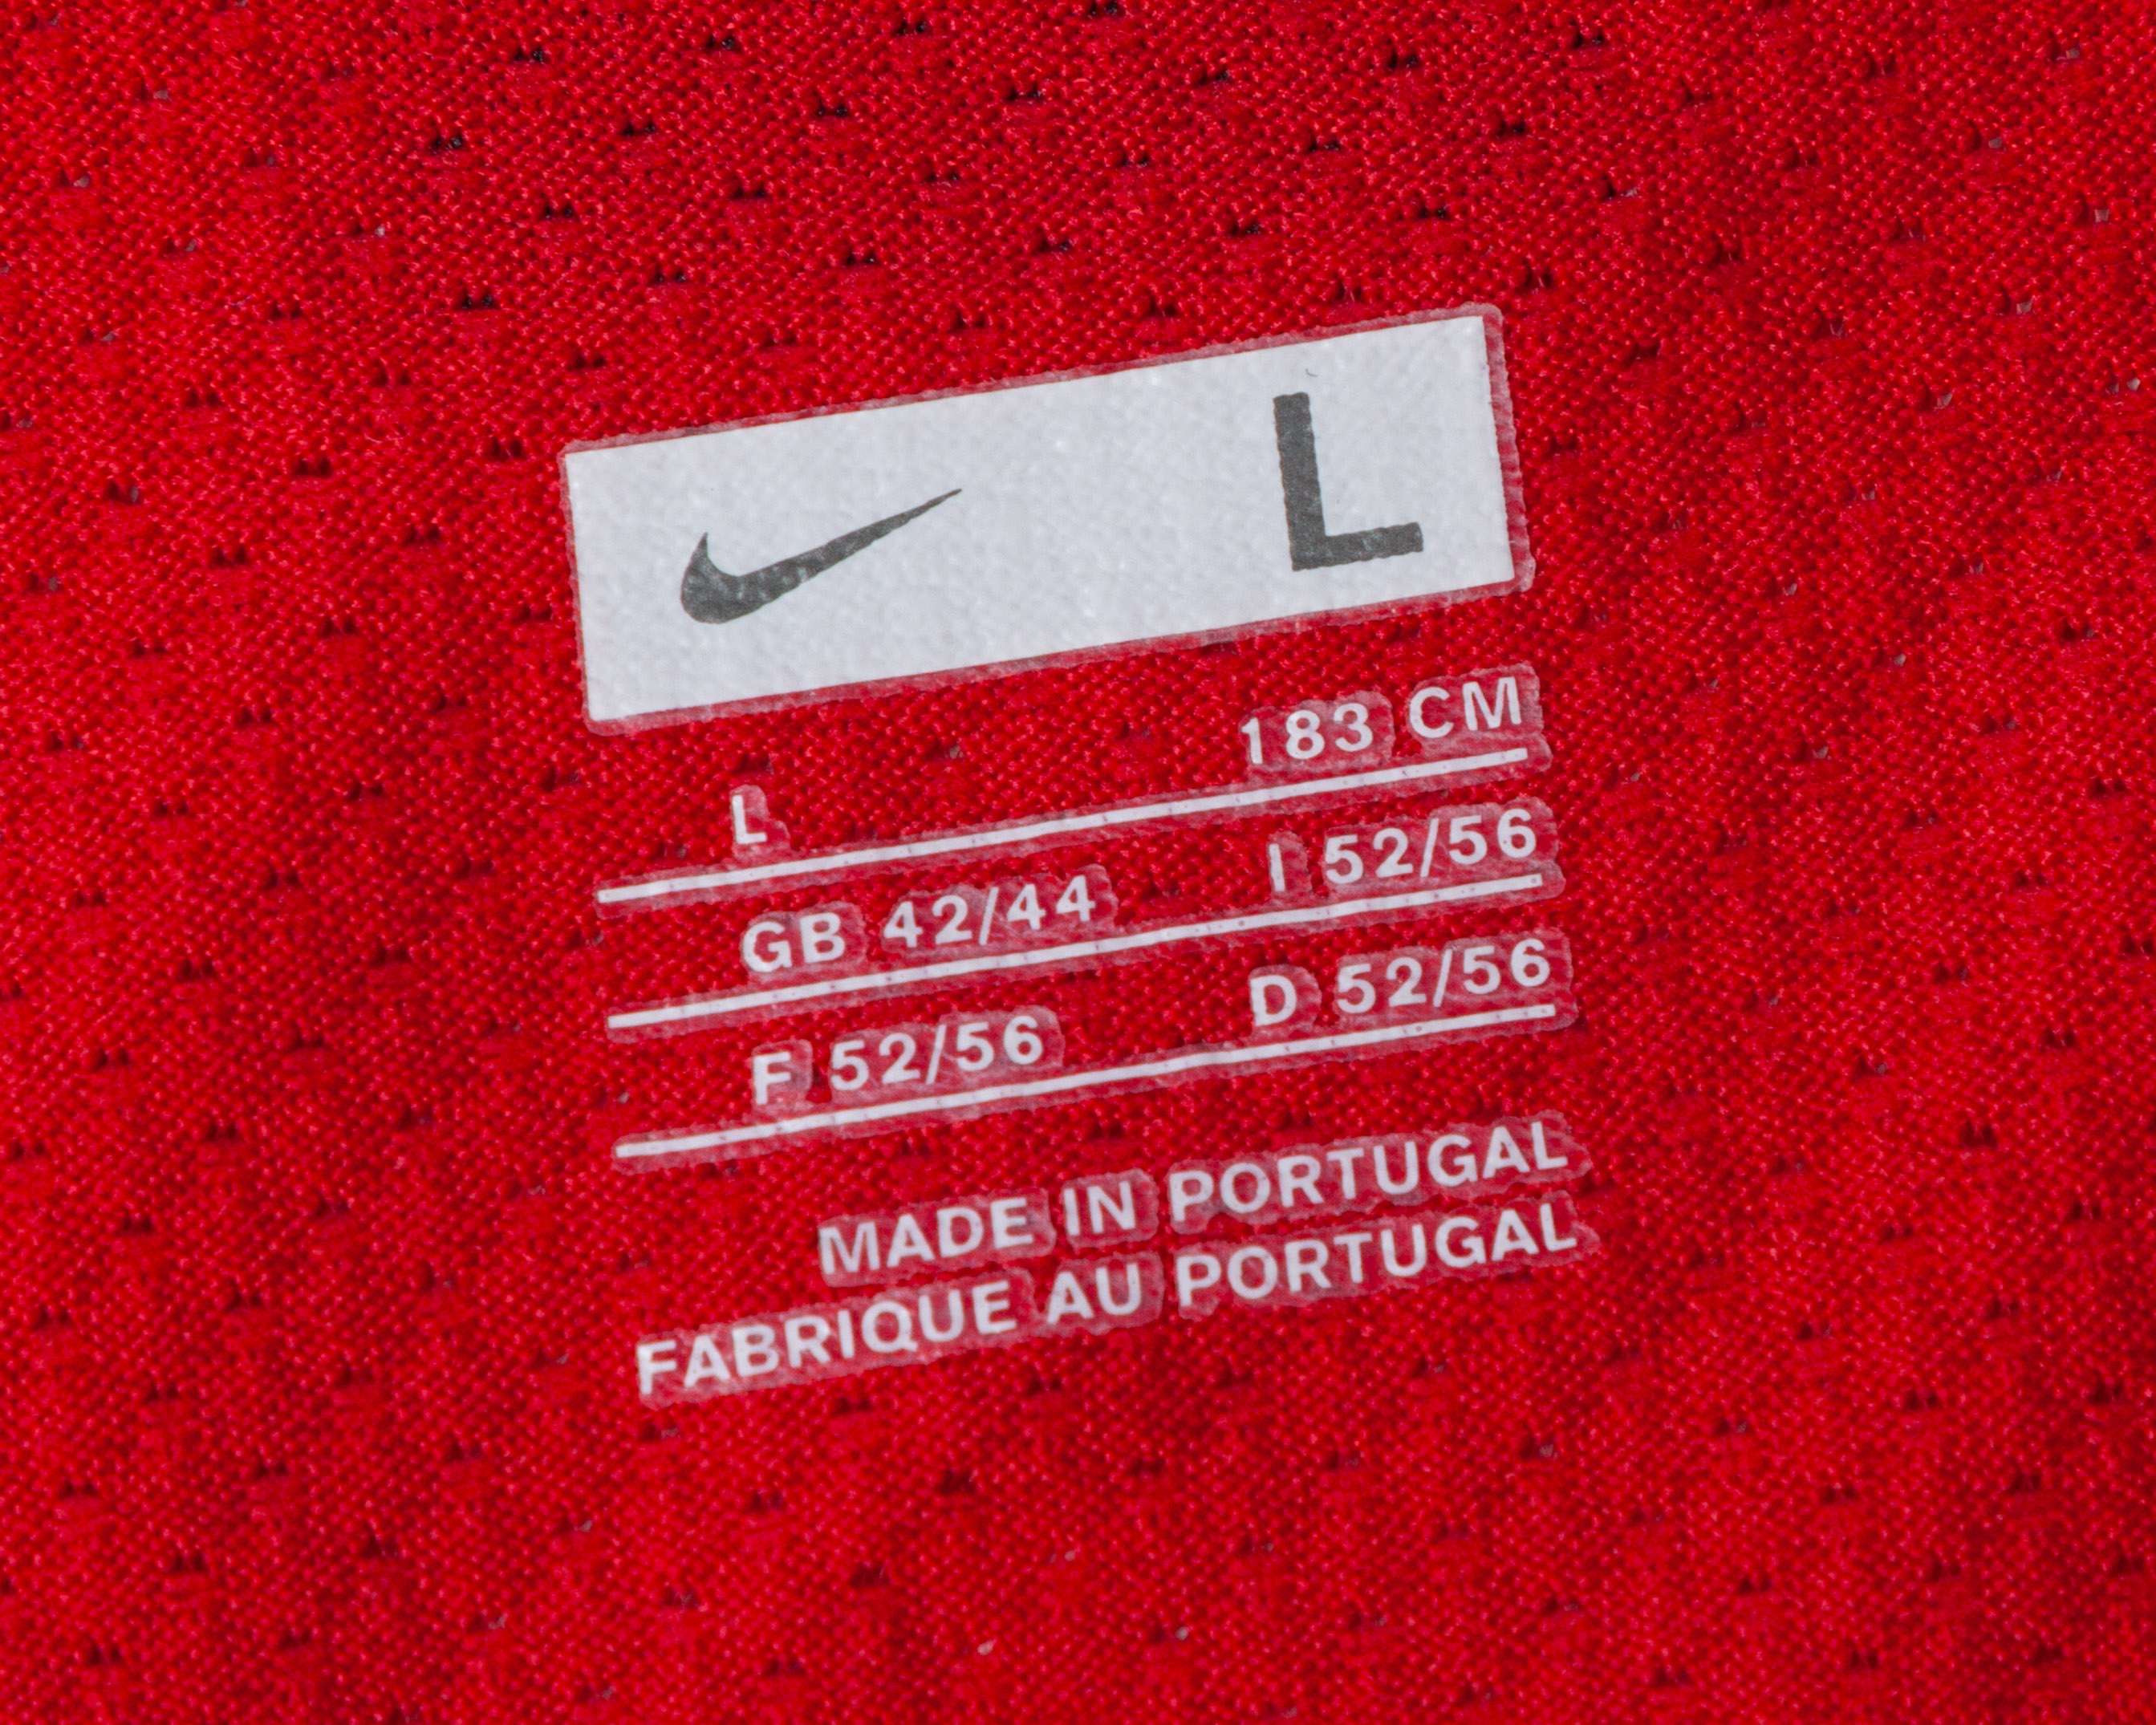 L
L 183 CM
GB 42/44 I 52/56
F 52/56 D 52/56
MADE IN PORTUGAL
FABRIQUE AU PORTUGAL